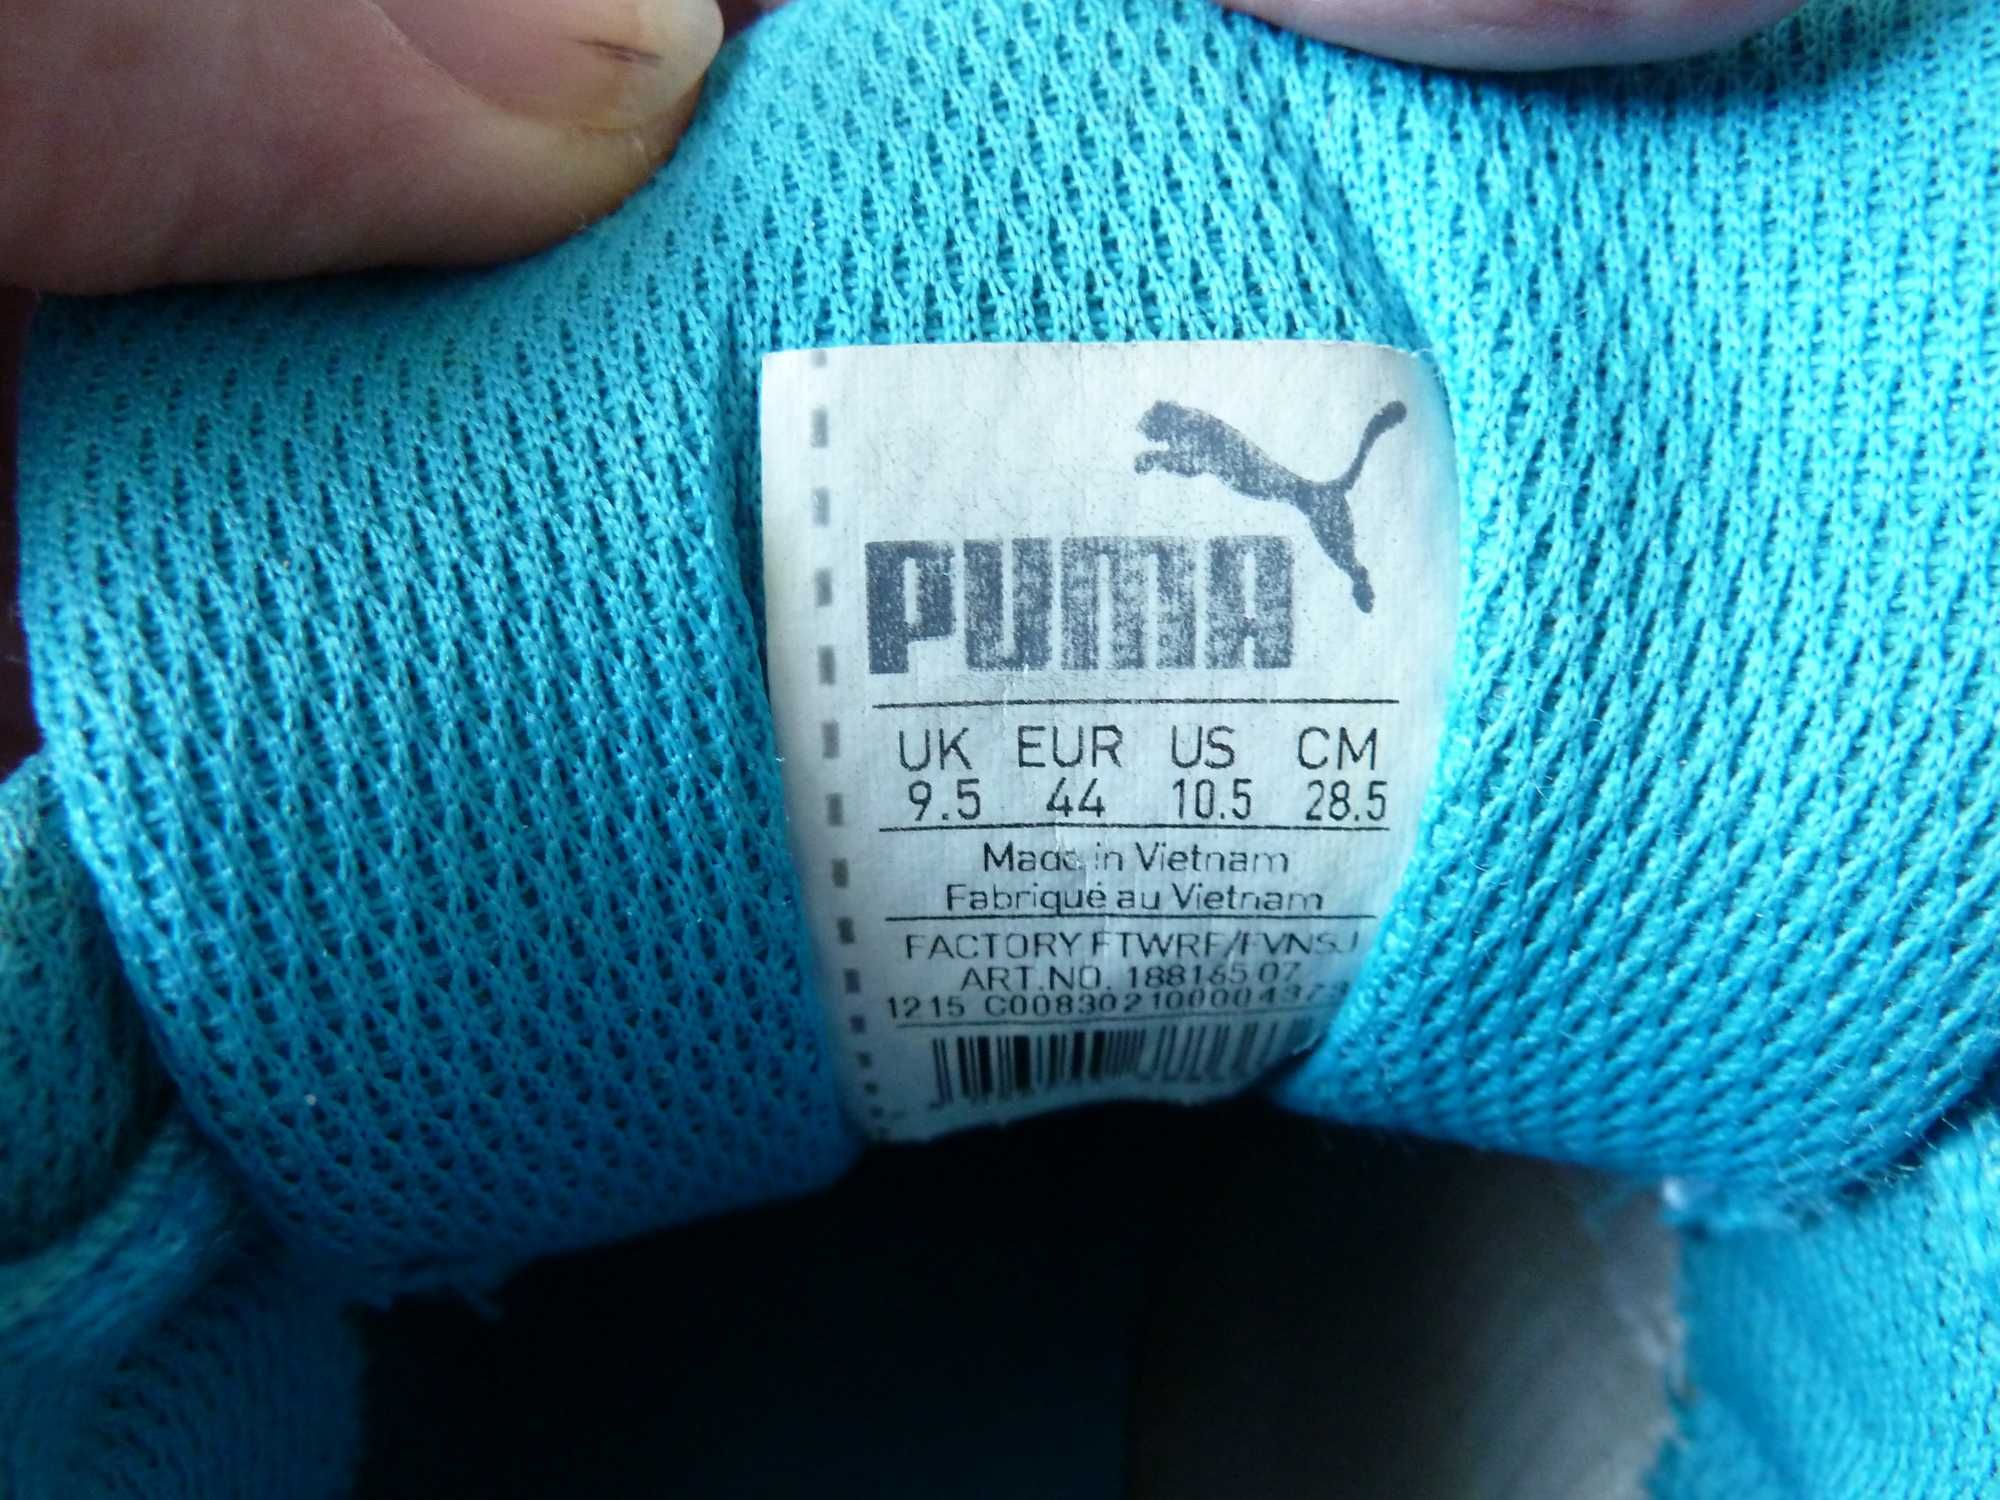 PUMA
UK EUR US CM
9.5 44 10.5 28.5
Made in Vietnam
Fabriqué au Vietnam
FACTORY FTWRF/FVNSJ
ART.NO. 188165 07
1215